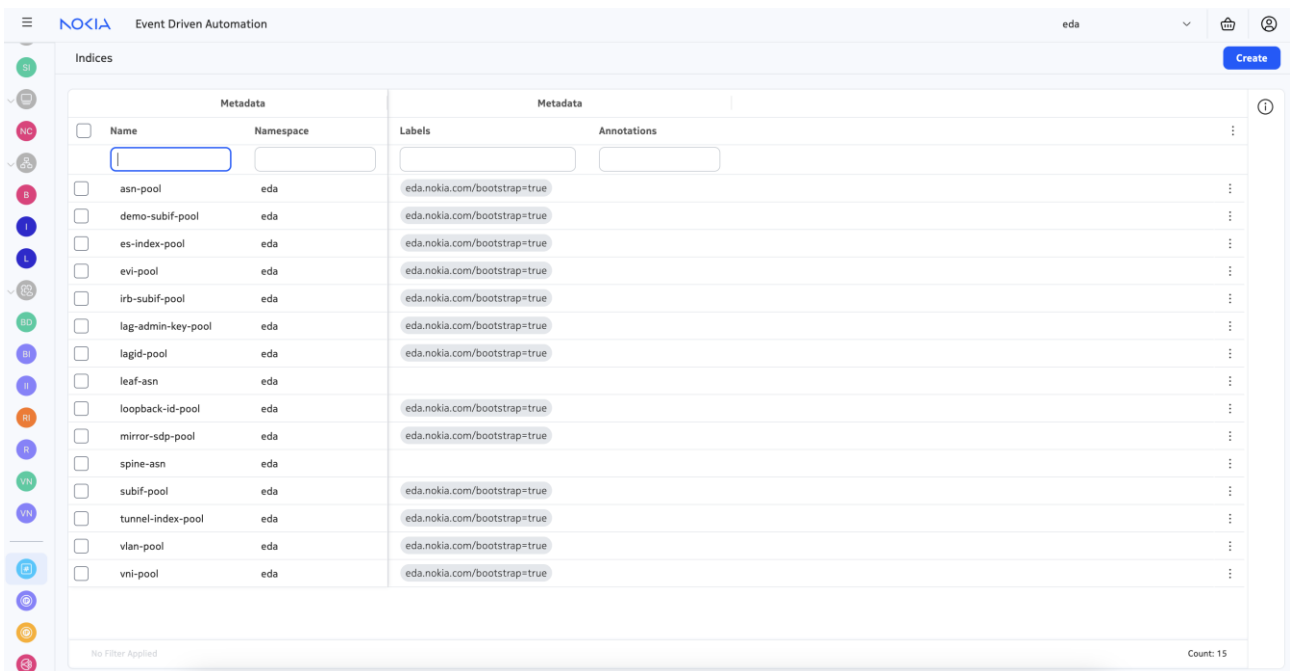 NOKIA Event Driven Automation eda
Indices Create
SI
NC
B
I
L
BD
BI
II
RI
R
VN
VN
Metadata Metadata
Name Namespace Labels Annotations
asn-pool eda eda.nokia.com/bootstrap=true
demo-subif-pool eda eda.nokia.com/bootstrap=true
es-index-pool eda eda.nokia.com/bootstrap=true
evi-pool eda eda.nokia.com/bootstrap=true
irb-subif-pool eda eda.nokia.com/bootstrap=true
lag-admin-key-pool eda eda.nokia.com/bootstrap=true
lagid-pool eda eda.nokia.com/bootstrap=true
leaf-asn eda
loopback-id-pool eda eda.nokia.com/bootstrap=true
mirror-sdp-pool eda eda.nokia.com/bootstrap=true
spine-asn eda
subif-pool eda eda.nokia.com/bootstrap=true
tunnel-index-pool eda eda.nokia.com/bootstrap=true
vlan-pool eda eda.nokia.com/bootstrap=true
vni-pool eda eda.nokia.com/bootstrap=true
No Filter Applied Count: 15